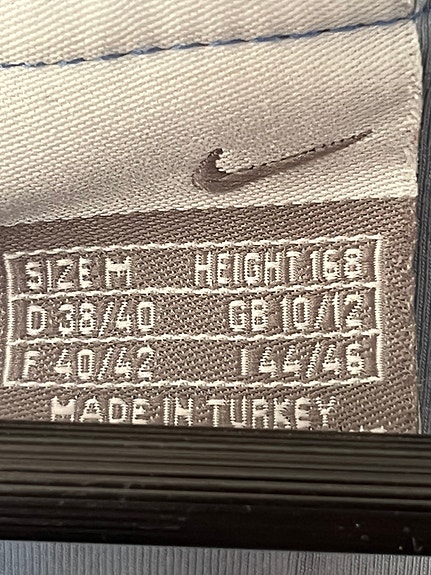 SIZE M HEIGHT 168
D 38/40 GB 10/12
F 40/42 I 44/46
MADE IN TURKEY